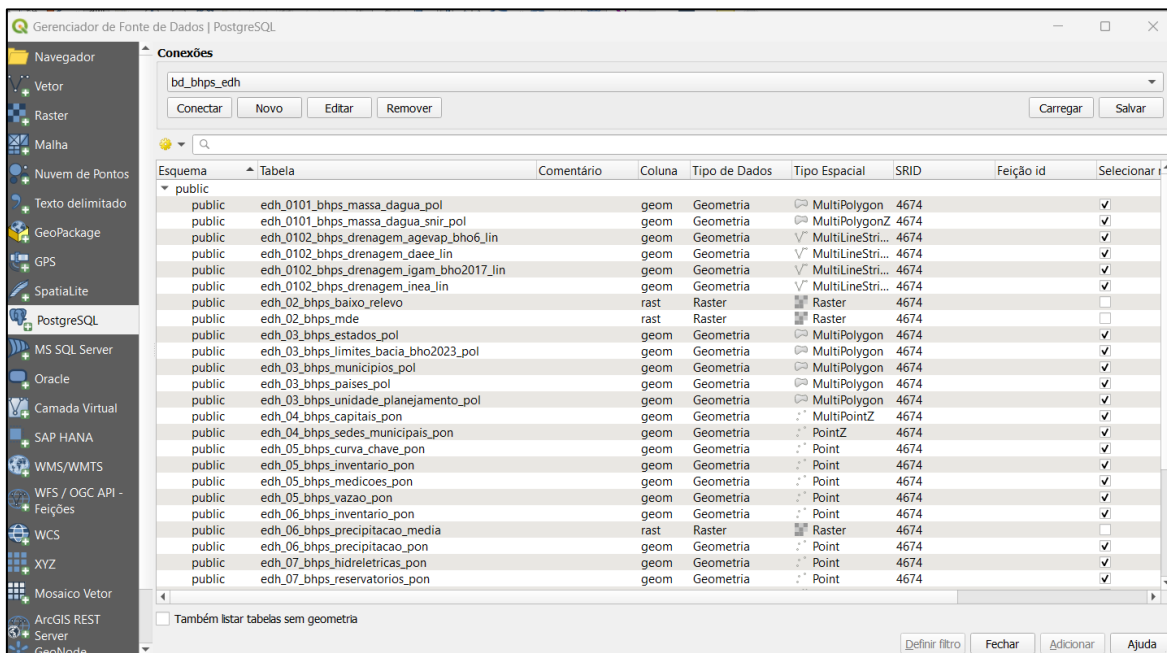 Gerenciador de Fonte de Dados | PostgreSQL
Navegador
Vetor
Raster
Malha
Nuvem de Pontos
Texto delimitado
GeoPackage
GPS
SpatiaLite
PostgreSQL
MS SQL Server
Oracle
Camada Virtual
SAP HANA
WMS/WMTS
WFS / OGC API -
Feições
WCS
XYZ
Mosaico Vetor
ArcGIS REST
Server
GeoNode
Conexões
bd_bhps_edh
Conectar Novo Editar Remover Carregar Salvar
Esquema Tabela Comentário Coluna Tipo de Dados Tipo Espacial SRID Feição id Selecionar
public
public edh_0101_bhps_massa_dagua_pol geom Geometria MultiPolygon 4674
public edh_0101_bhps_massa_dagua_snir_pol geom Geometria MultiPolygonZ 4674
public edh_0102_bhps_drenagem_agevap_bho6_lin geom Geometria MultiLineStri... 4674
public edh_0102_bhps_drenagem_daee_lin geom Geometria MultiLineStri... 4674
public edh_0102_bhps_drenagem_igam_bho2017_lin geom Geometria MultiLineStri... 4674
public edh_0102_bhps_drenagem_inea_lin geom Geometria MultiLineStri... 4674
public edh_02_bhps_baixo_relevo rast Raster Raster 4674
public edh_02_bhps_mde rast Raster Raster 4674
public edh_03_bhps_estados_pol geom Geometria MultiPolygon 4674
public edh_03_bhps_limites_bacia_bho2023_pol geom Geometria MultiPolygon 4674
public edh_03_bhps_municipios_pol geom Geometria MultiPolygon 4674
public edh_03_bhps_paises_pol geom Geometria MultiPolygon 4674
public edh_03_bhps_unidade_planejamento_pol geom Geometria MultiPolygon 4674
public edh_04_bhps_capitais_pon geom Geometria MultiPointZ 4674
public edh_04_bhps_sedes_municipais_pon geom Geometria PointZ 4674
public edh_05_bhps_curva_chave_pon geom Geometria Point 4674
public edh_05_bhps_inventario_pon geom Geometria Point 4674
public edh_05_bhps_medicoes_pon geom Geometria Point 4674
public edh_05_bhps_vazao_pon geom Geometria Point 4674
public edh_06_bhps_inventario_pon geom Geometria Point 4674
public edh_06_bhps_precipitacao_media rast Raster Raster 4674
public edh_06_bhps_precipitacao_pon geom Geometria Point 4674
public edh_07_bhps_hidreletricas_pon geom Geometria Point 4674
public edh_07_bhps_reservatorios_pon geom Geometria Point 4674
Também listar tabelas sem geometria
Definir filtro Fechar Adicionar Ajuda